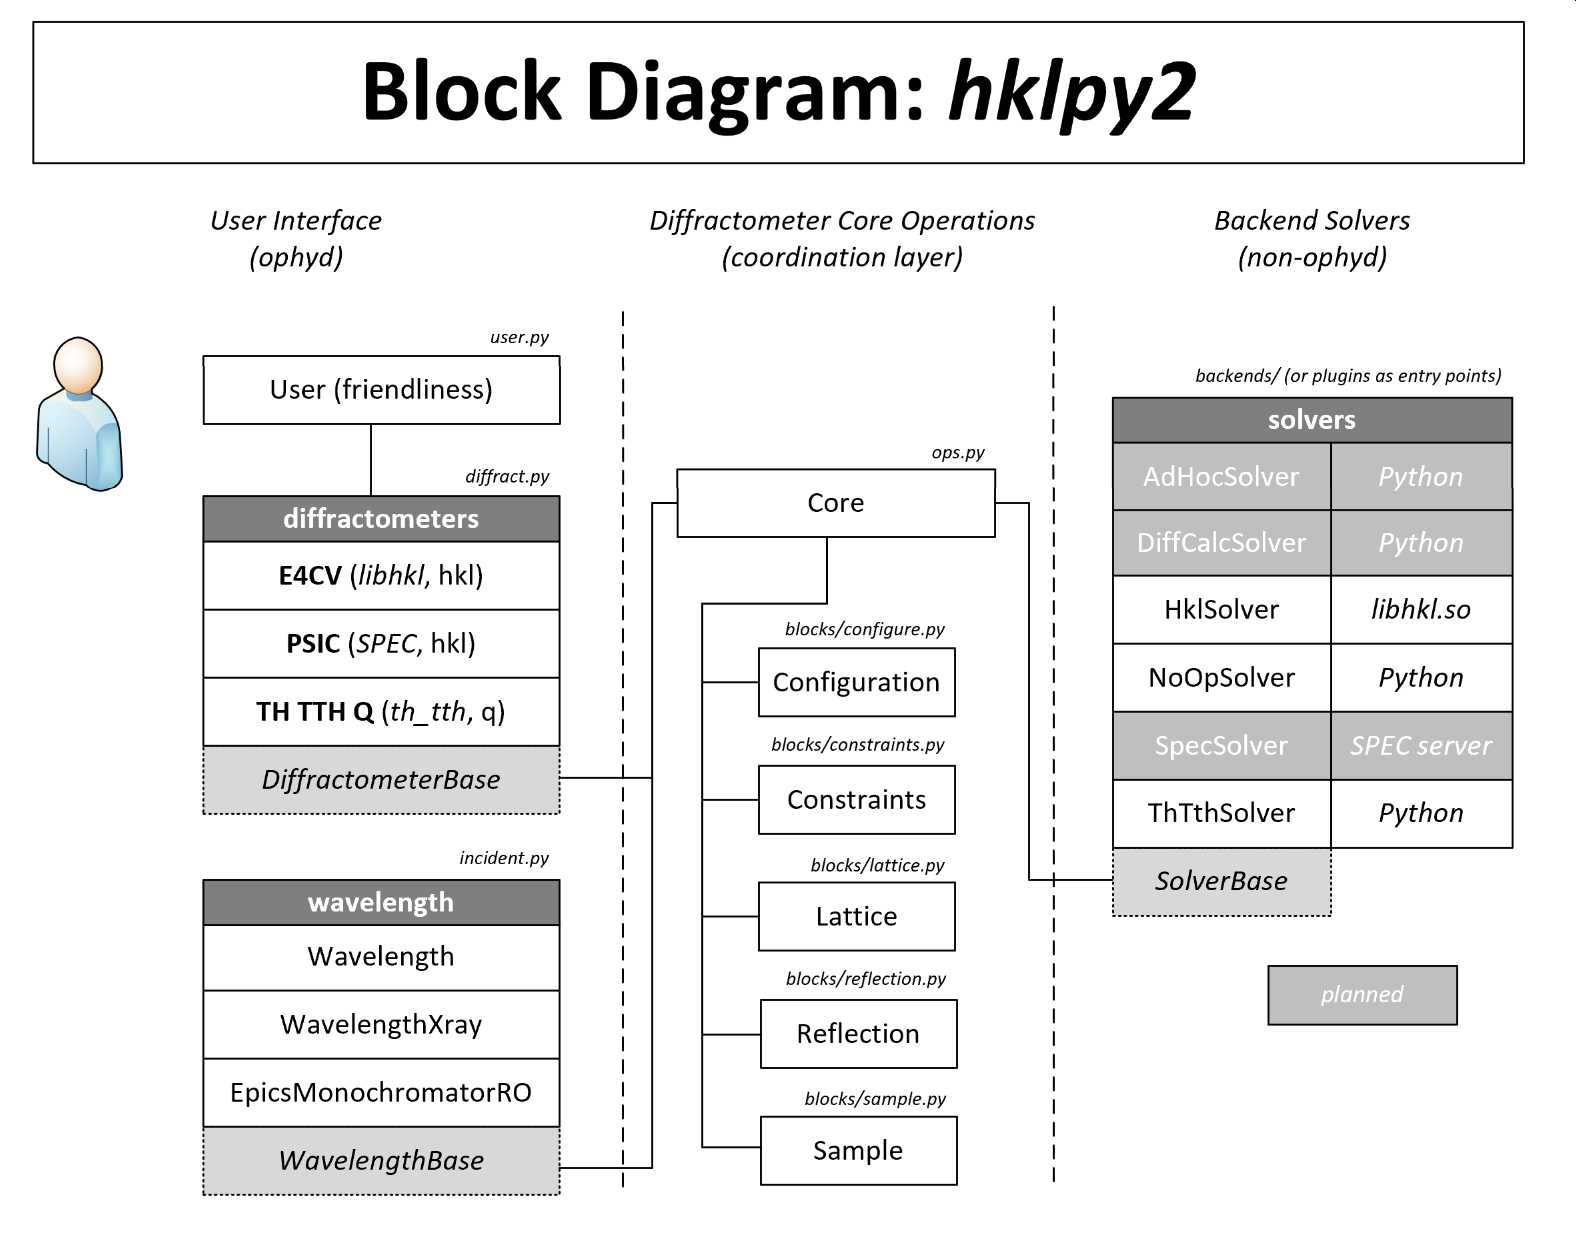 Block Diagram: hklpy2
User Interface
(ophyd)
Diffractometer Core Operations
(coordination layer)
Backend Solvers
(non-ophyd)
user.py
User (friendliness)
diffract.py
diffractometers
E4CV (libhkl, hkl)
PSIC (SPEC, hkl)
TH TTH Q (th_tth, q)
DiffractometerBase
incident.py
wavelength
Wavelength
WavelengthXray
EpicsMonochromatorRO
WavelengthBase
ops.py
Core
blocks/configure.py
Configuration
blocks/constraints.py
Constraints
blocks/lattice.py
Lattice
blocks/reflection.py
Reflection
blocks/sample.py
Sample
backends/ (or plugins as entry points)
solvers
AdHocSolver Python
DiffCalcSolver Python
HklSolver libhkl.so
NoOpSolver Python
SpecSolver SPEC server
ThTthSolver Python
SolverBase
planned